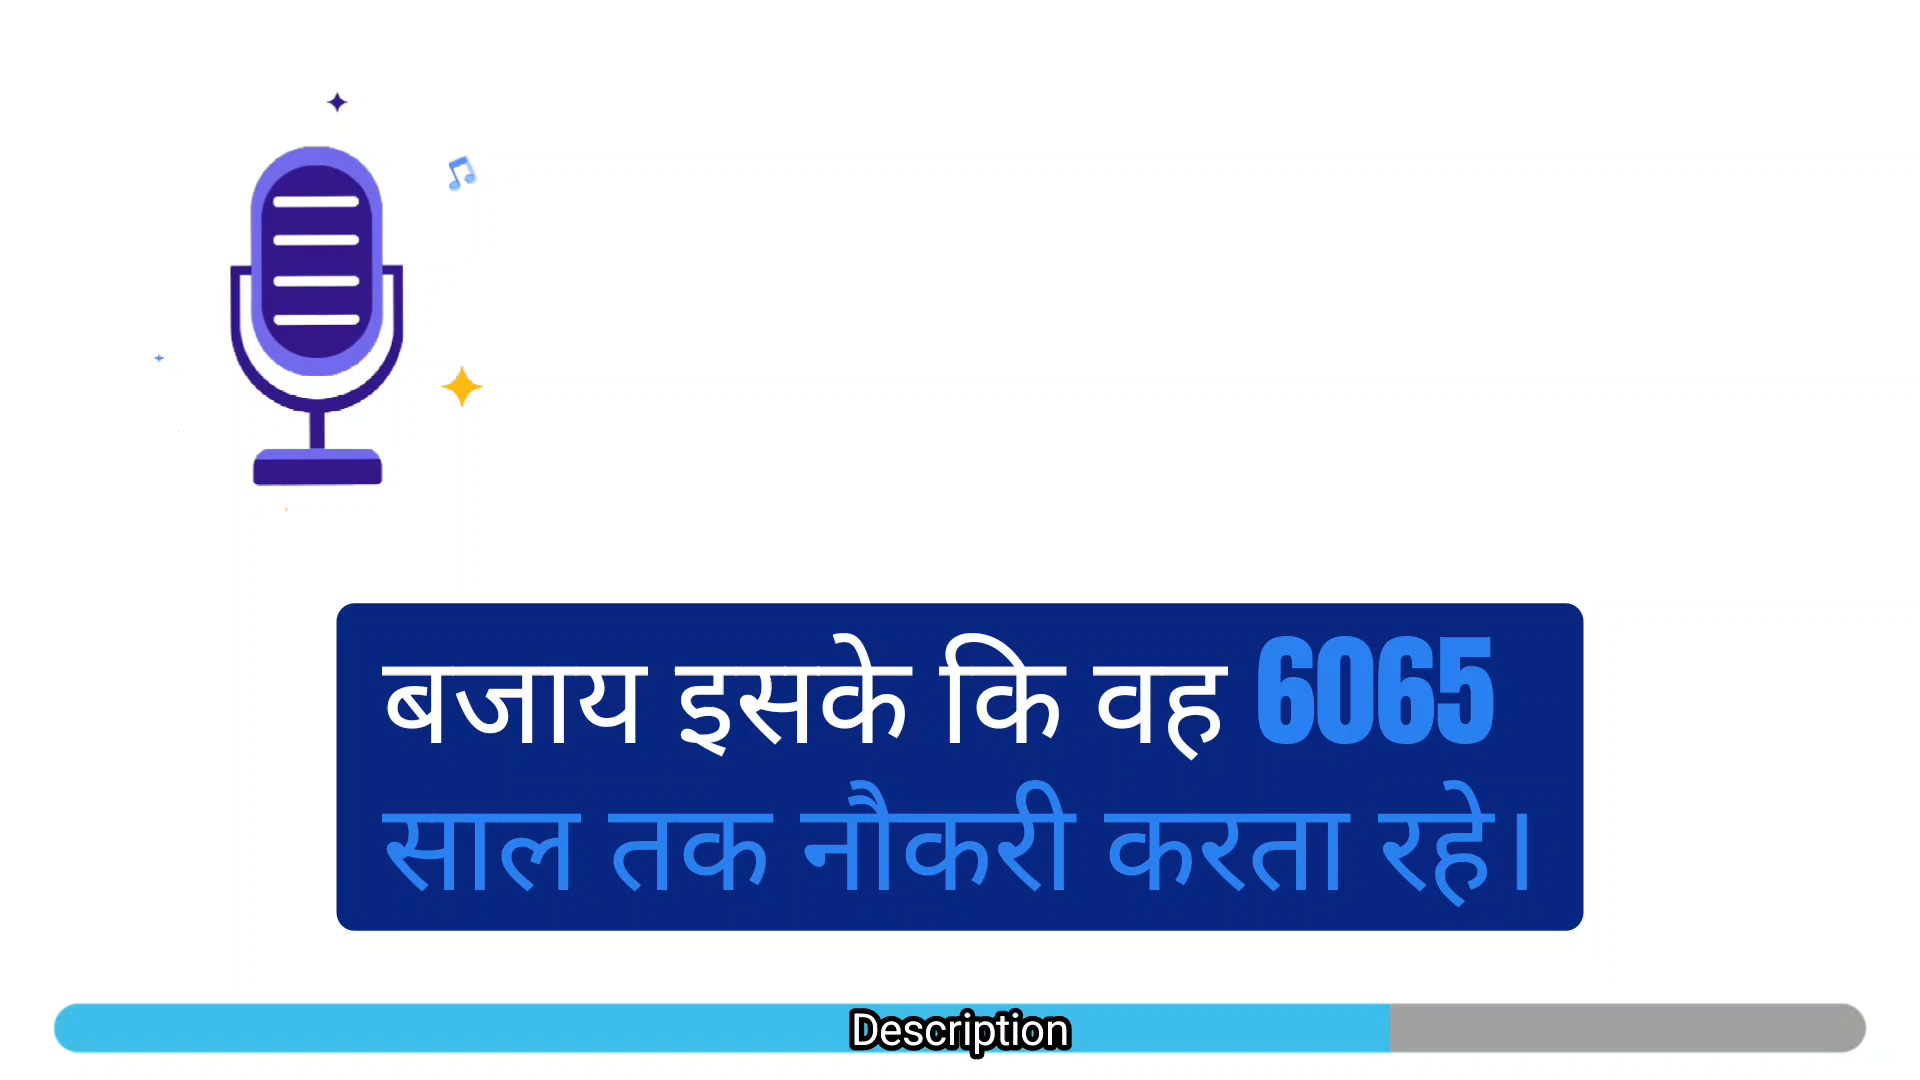 बजाय इसके कि वह 6065
साल तक नौकरी करता रहे।
Description